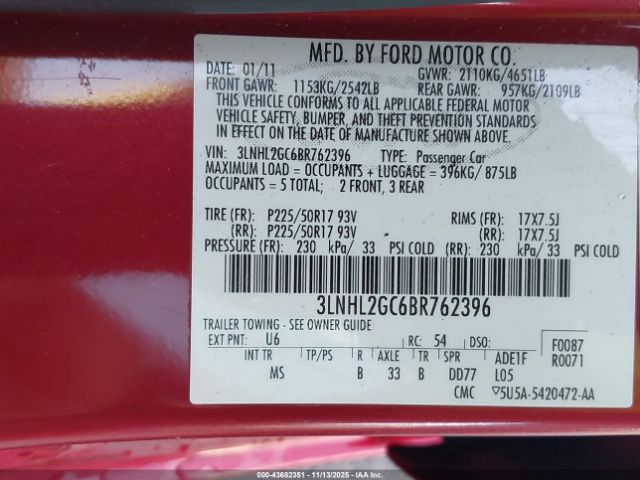 MFD. BY FORD MOTOR CO.
DATE: 01/11 GVWR: 2110KG/4651LB
FRONT GAWR: 1153KG/2542LB REAR GAWR: 957KG/2109LB
THIS VEHICLE CONFORMS TO ALL APPLICABLE FEDERAL MOTOR
VEHICLE SAFETY, BUMPER, AND THEFT PREVENTION STANDARDS
IN EFFECT ON THE DATE OF MANUFACTURE SHOWN ABOVE.
VIN: 3LNHL2GC6BR762396 TYPE: Passenger Car
MAXIMUM LOAD = OCCUPANTS + LUGGAGE = 396KG/ 875LB
OCCUPANTS = 5 TOTAL; 2 FRONT, 3 REAR
TIRE (FR): P225/50R17 93V RIMS (FR): 17X7.5J
(RR): P225/50R17 93V (RR): 17X7.5J
PRESSURE (FR): 230 kPa/ 33 PSI COLD (RR): 230 kPa/ 33 PSI COLD
3LNHL2GC6BR762396
TRAILER TOWING - SEE OWNER GUIDE
EXT PNT: U6 RC: 54 DSO: F0087
INT TR TP/PS R AXLE TR SPR ADE1F R0071
MS B 33 B DD77 L05
CMC ▽5U5A-5420472-AA
000-43682351 | 11/13/2025 | IAA, Inc.